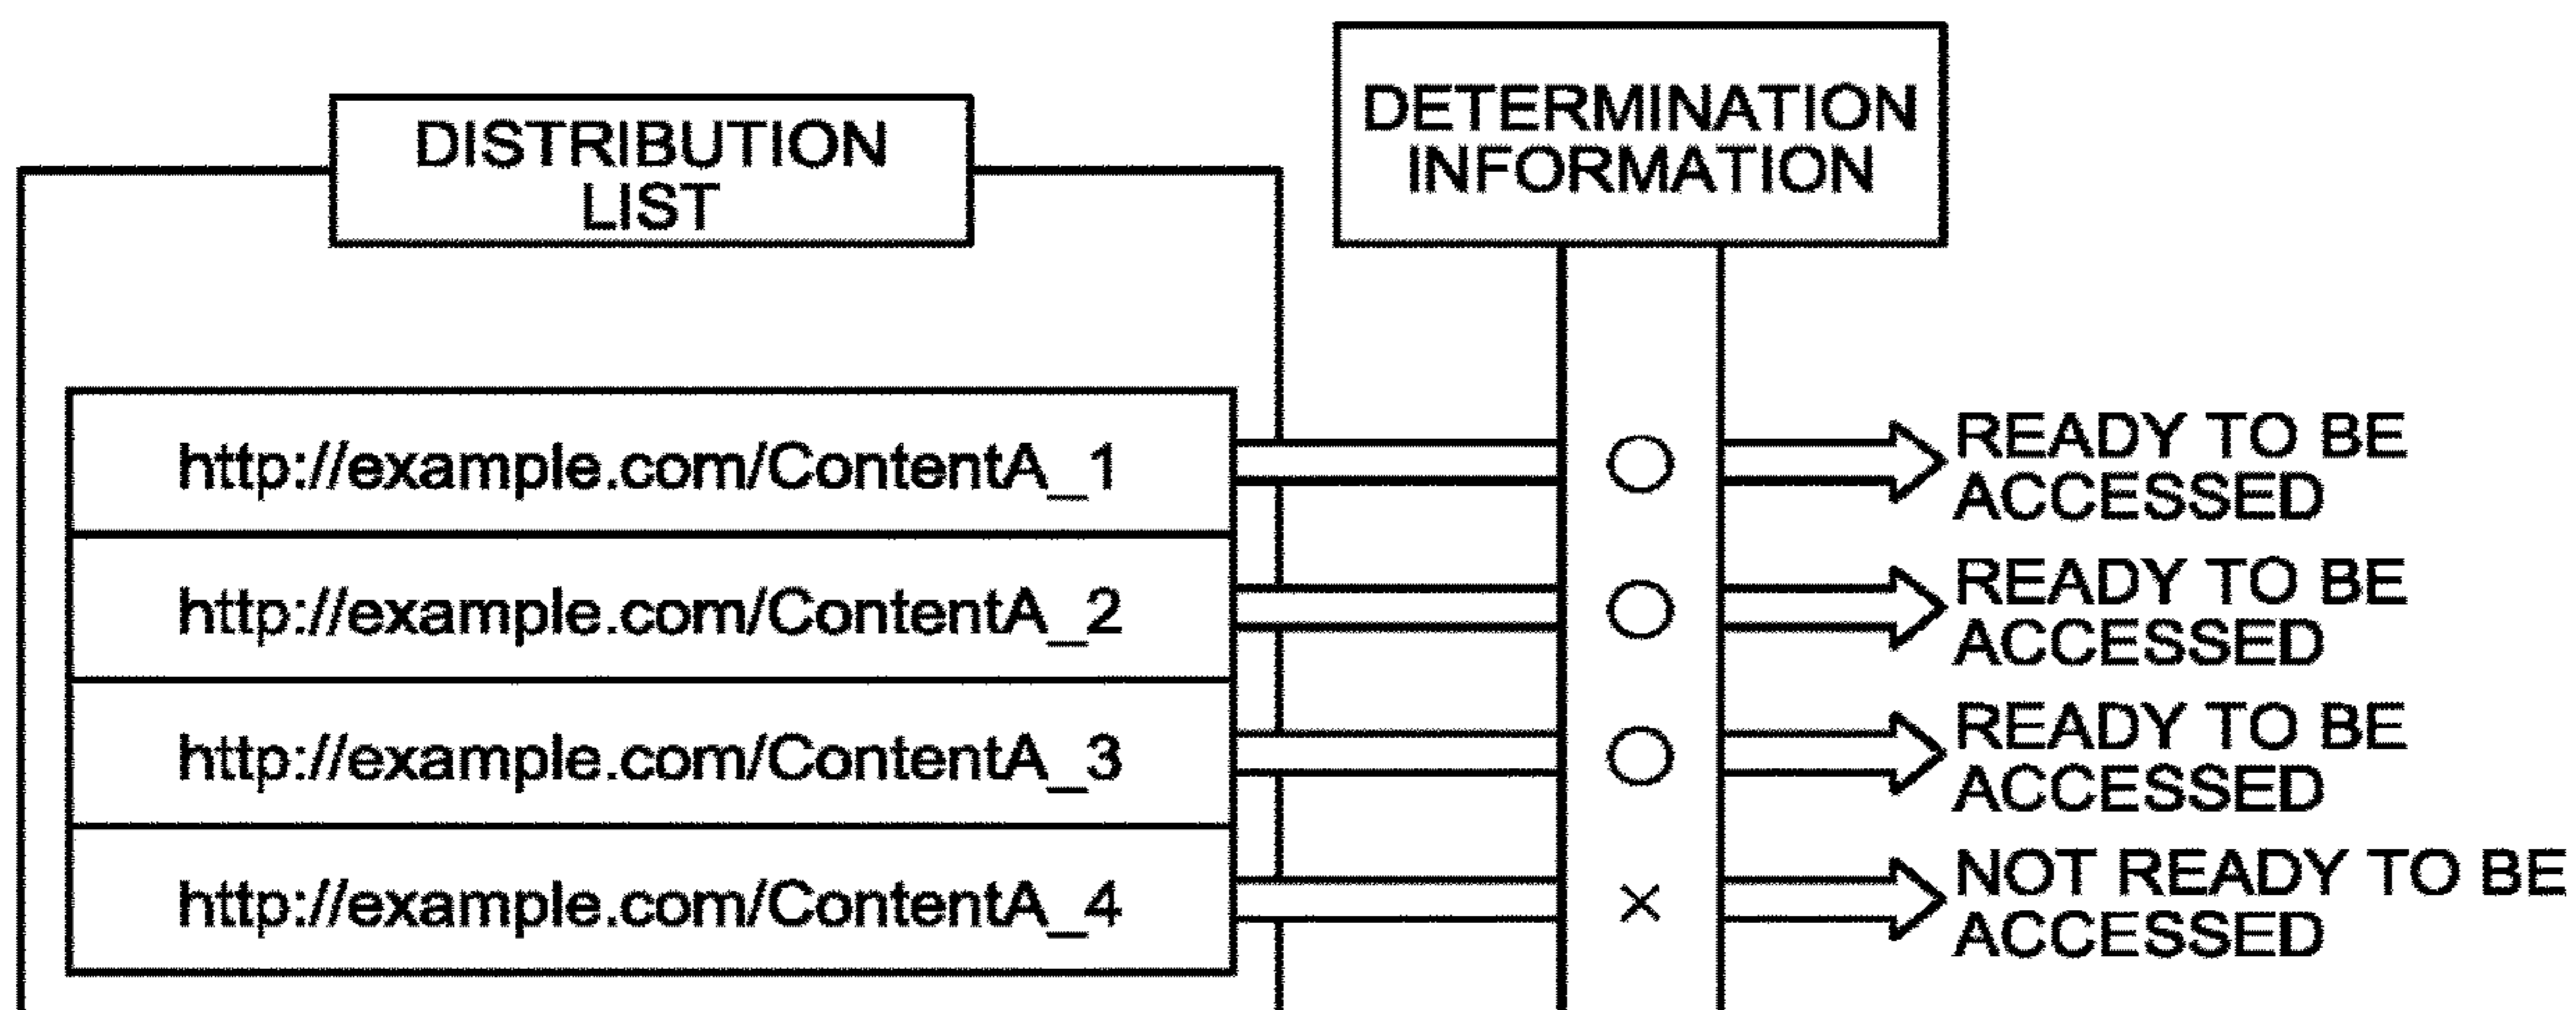 DISTRIBUTION
LIST
DETERMINATION
INFORMATION
http://example.com/ContentA_1
○
READY TO BE
ACCESSED
http://example.com/ContentA_2
○
READY TO BE
ACCESSED
http://example.com/ContentA_3
○
READY TO BE
ACCESSED
http://example.com/ContentA_4
×
NOT READY TO BE
ACCESSED